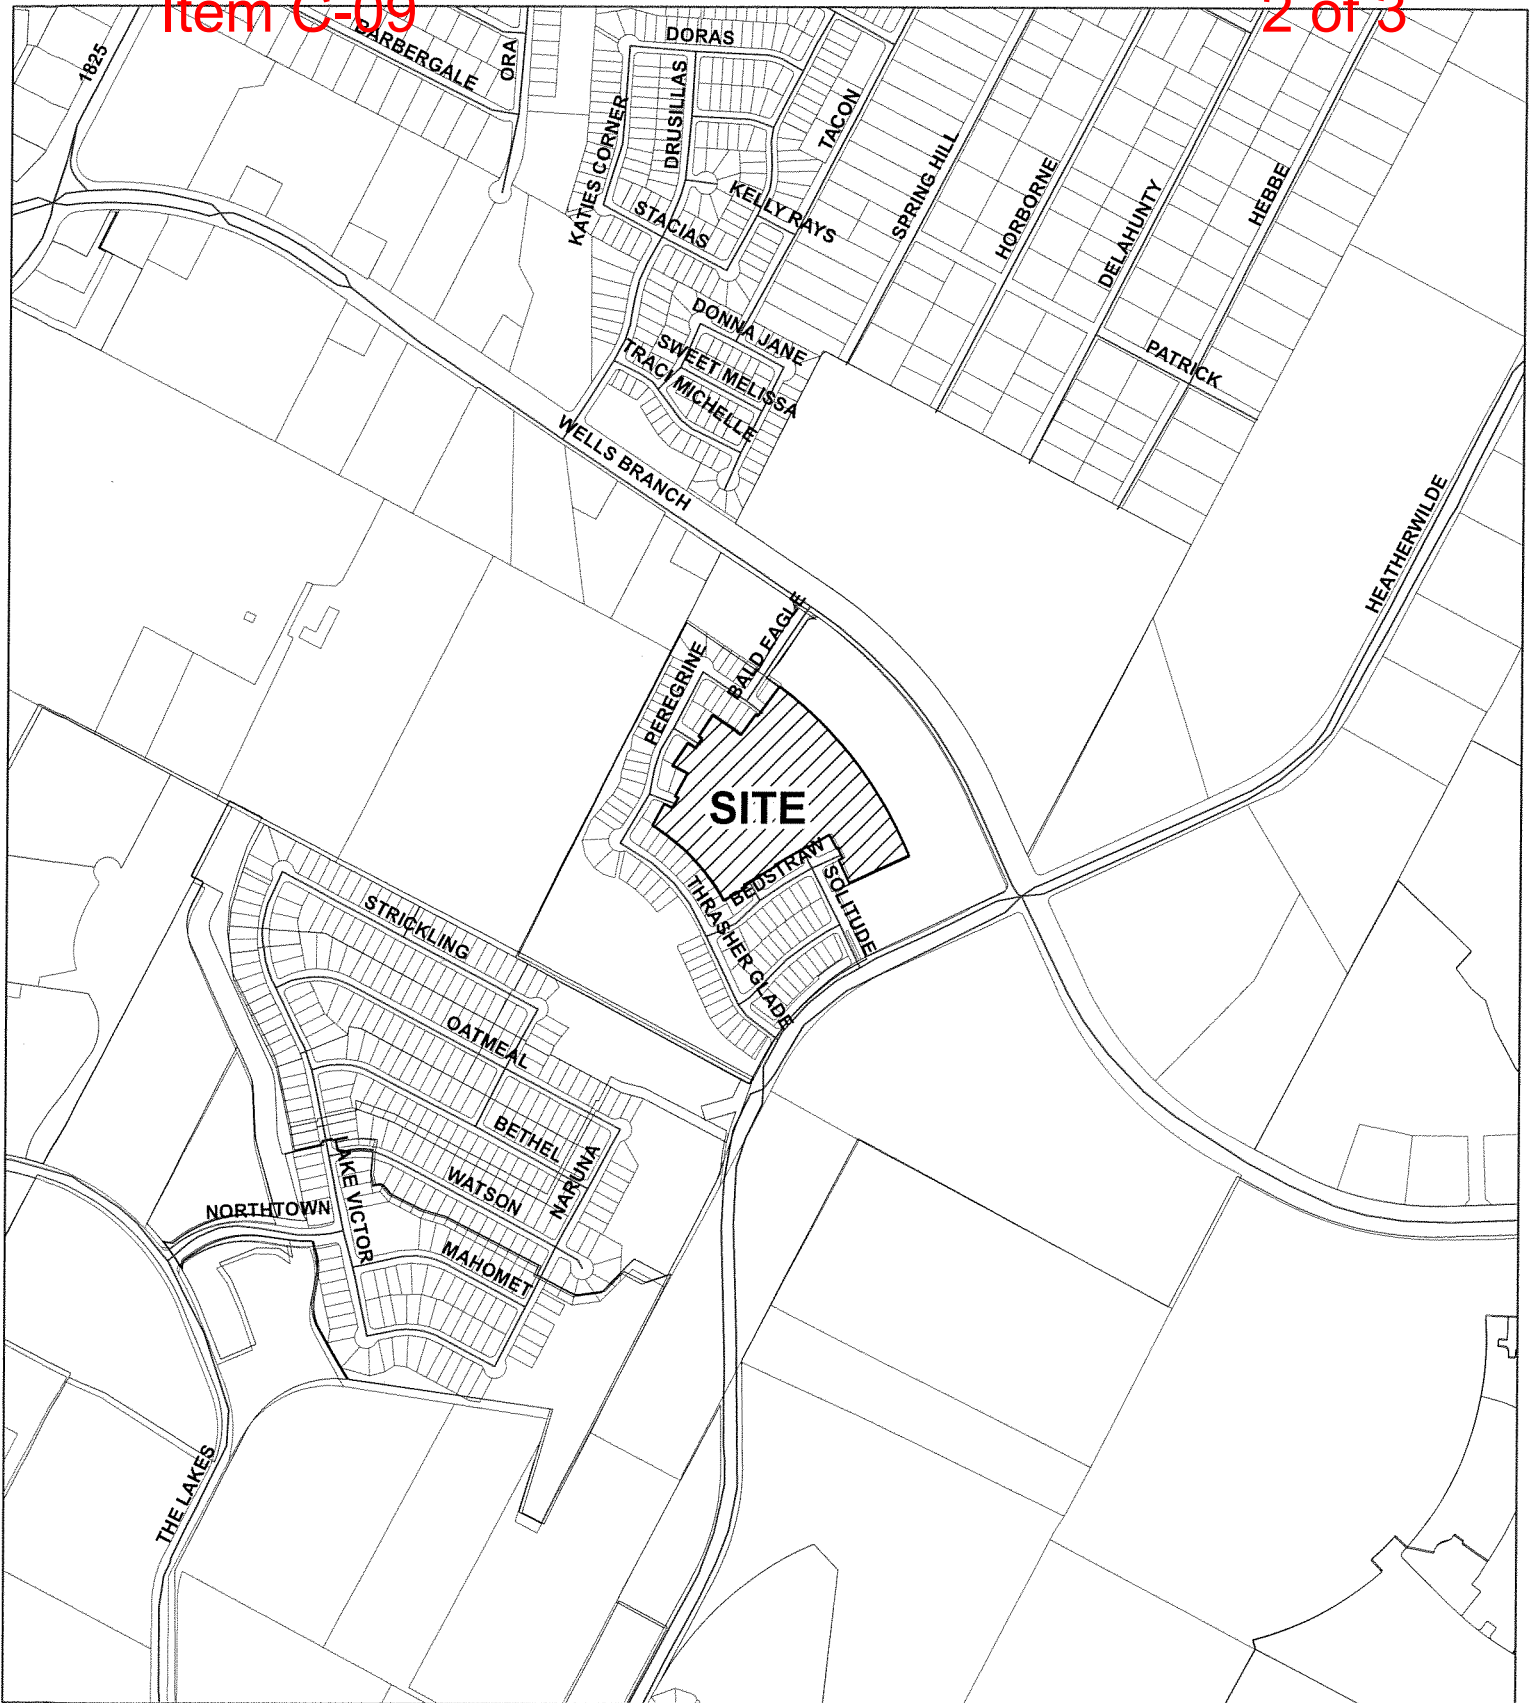 Item C-09
2 of 3
1825
BARBERGALE
ORA
DORAS
KATIES CORNER
DRUSILLAS
TACON
STACIAS
KELLY RAYS
SPRING HILL
HORBORNE
DELAHUNTY
HEBBE
DONNA JANE
SWEET MELISSA
TRACI MICHELLE
PATRICK
WELLS BRANCH
HEATHERWILDE
BALD EAGLE
PEREGRINE
SITE
BEDSTRAW
SOLITUDE
THRASHER GLADE
STRICKLING
OATMEAL
BETHEL
NARUNA
WATSON
LAKE VICTOR
NORTHTOWN
MAHOMET
THE LAKES